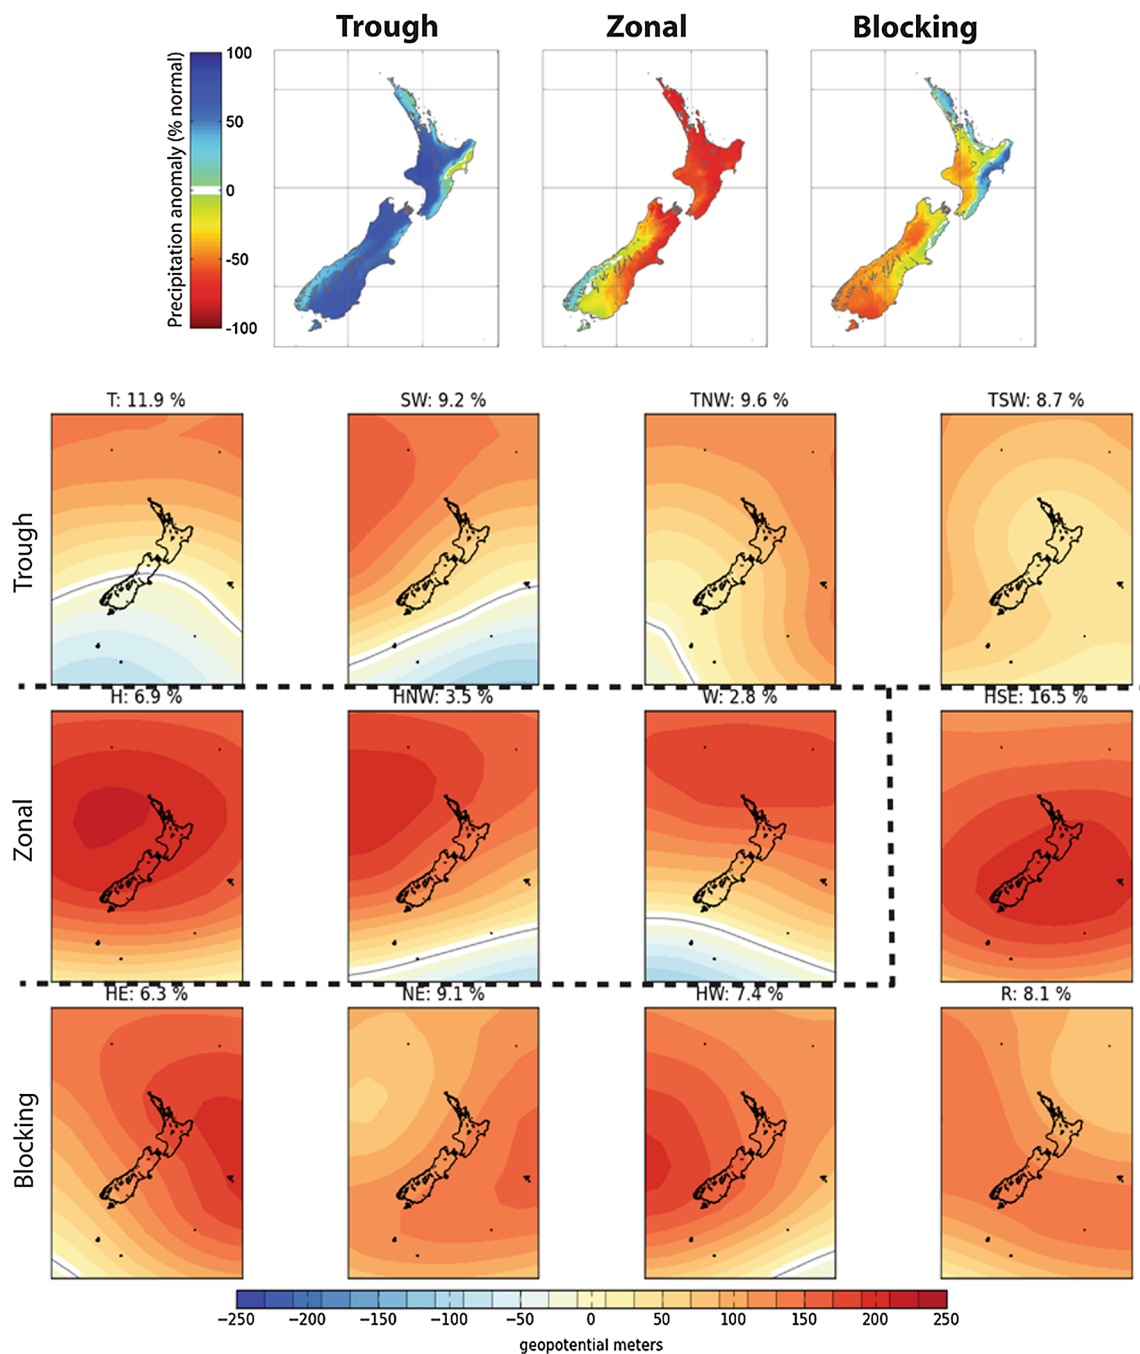 Trough Zonal Blocking
Precipitation anomaly (% normal)
100
50
0
-50
-100
T: 11.9 % SW: 9.2 % TNW: 9.6 % TSW: 8.7 %
Trough
H: 6.9 % HNW: 3.5 % W: 2.8 % HSE: 16.5 %
Zonal
HE: 6.3 % NE: 9.1 % HW: 7.4 % R: 8.1 %
Blocking
−250 −200 −150 −100 −50 0 50 100 150 200 250
geopotential meters